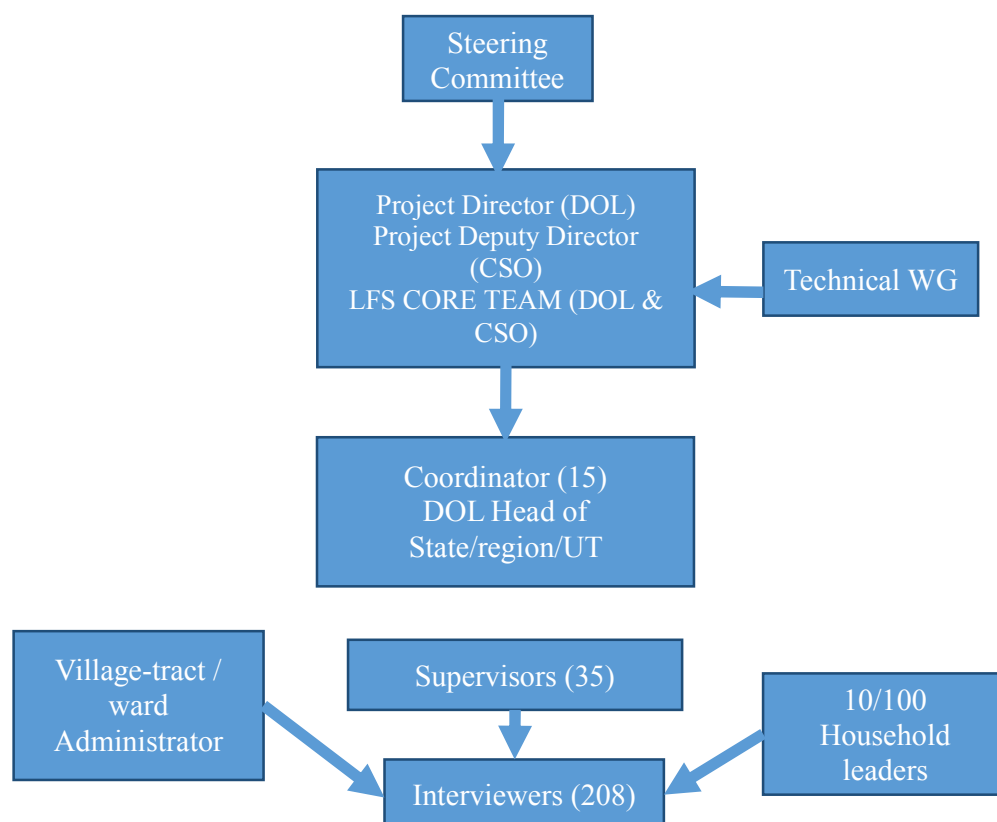 Steering
Committee
Project Director (DOL)
Project Deputy Director
(CSO)
LFS CORE TEAM (DOL &
CSO)
Technical WG
Coordinator (15)
DOL Head of
State/region/UT
Village-tract /
ward
Administrator
Supervisors (35)
10/100
Household
leaders
Interviewers (208)